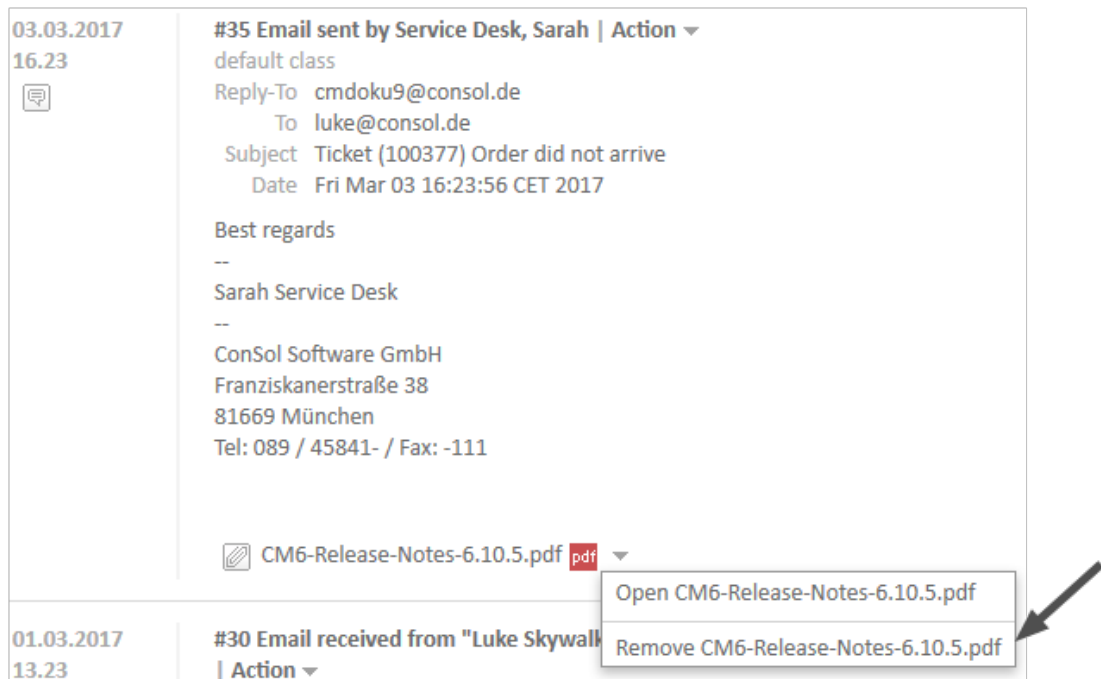 03.03.2017
16.23
#35 Email sent by Service Desk, Sarah | Action
default class
Reply-To cmdoku9@consol.de
To luke@consol.de
Subject Ticket (100377) Order did not arrive
Date Fri Mar 03 16:23:56 CET 2017
Best regards
--
Sarah Service Desk
--
ConSol Software GmbH
Franziskanerstraße 38
81669 München
Tel: 089 / 45841- / Fax: -111
CM6-Release-Notes-6.10.5.pdf pdf
Open CM6-Release-Notes-6.10.5.pdf
Remove CM6-Release-Notes-6.10.5.pdf
01.03.2017
13.23
#30 Email received from "Luke Skywalk
| Action